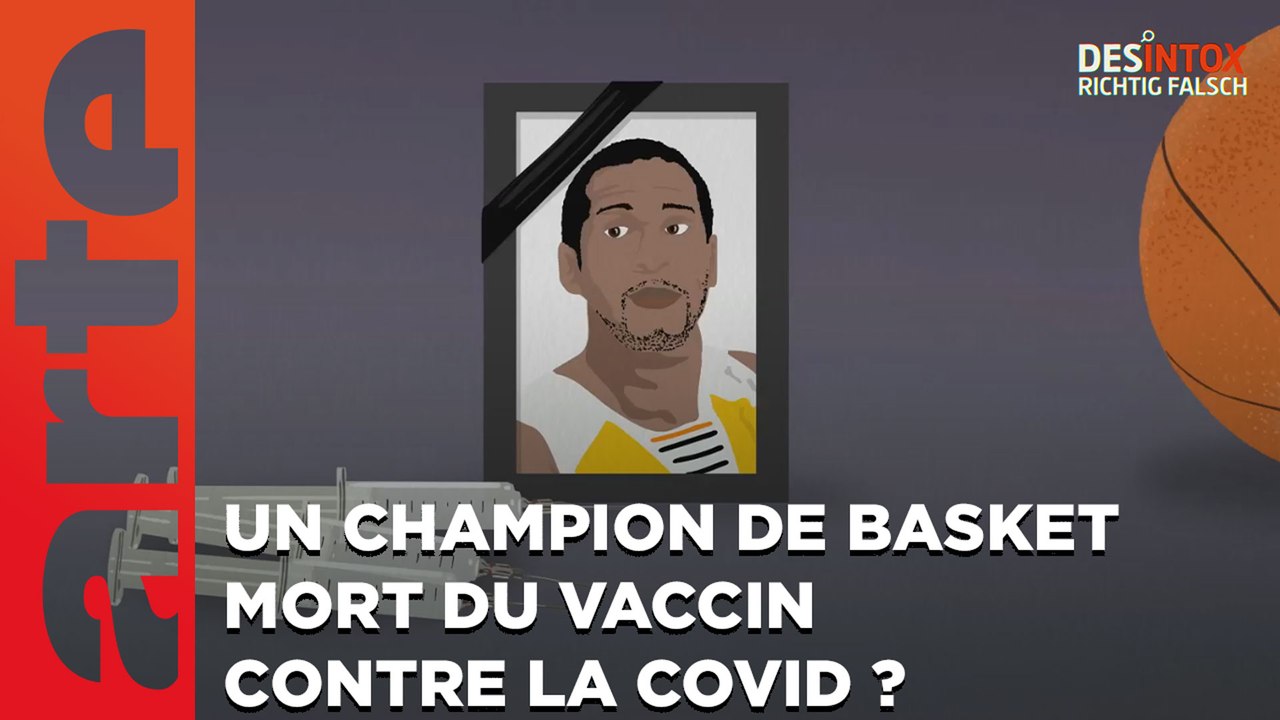 arte
DESINTOX
RICHTIG FALSCH
UN CHAMPION DE BASKET
MORT DU VACCIN
CONTRE LA COVID ?